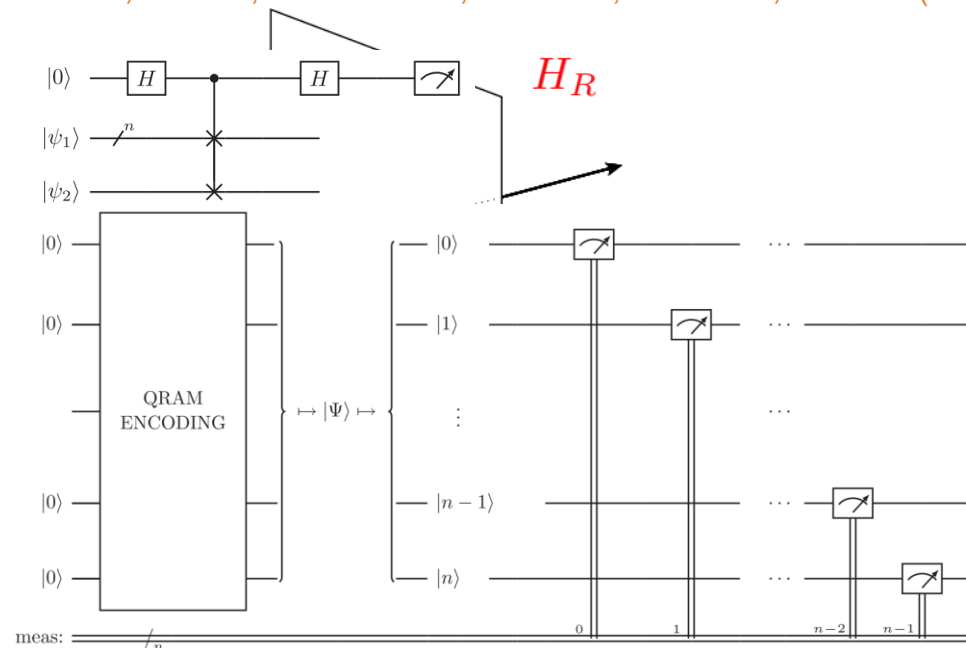 |0⟩ H H H_R
|ψ₁⟩ n
|ψ₂⟩
|0⟩ |0⟩ ...
|0⟩ |1⟩ ...
QRAM
ENCODING
↦ |Ψ⟩ ↦ ⋮ ...
|0⟩ |n − 1⟩ ...
|0⟩ |n⟩ ...
meas: n 0 1 n−2 n−1